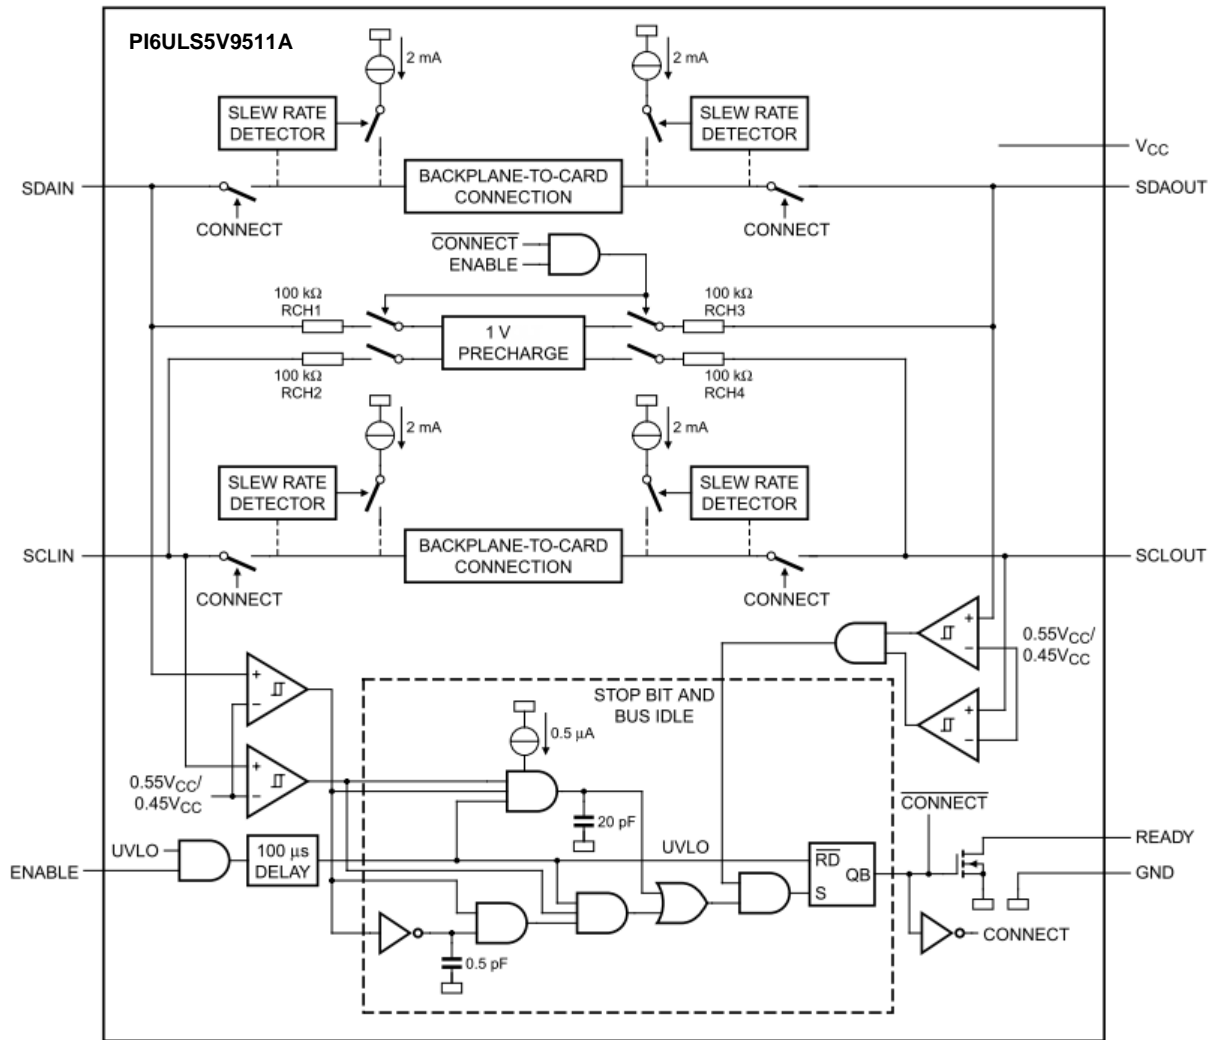 PI6ULS5V9511A
2 mA
2 mA
SLEW RATE
DETECTOR
SLEW RATE
DETECTOR
VCC
SDAIN
BACKPLANE-TO-CARD
CONNECTION
SDAOUT
CONNECT
CONNECT
CONNECT
ENABLE
100 kΩ
RCH1
100 kΩ
RCH3
1 V
PRECHARGE
100 kΩ
RCH2
100 kΩ
RCH4
2 mA
2 mA
SLEW RATE
DETECTOR
SLEW RATE
DETECTOR
SCLIN
BACKPLANE-TO-CARD
CONNECTION
SCLOUT
CONNECT
CONNECT
+
−
0.55VCC/
0.45VCC
+
−
+
−
STOP BIT AND
BUS IDLE
0.5 µA
+
−
0.55VCC/
0.45VCC
20 pF
CONNECT
UVLO
ENABLE
100 µs
DELAY
UVLO
RD
QB
S
READY
GND
0.5 pF
CONNECT